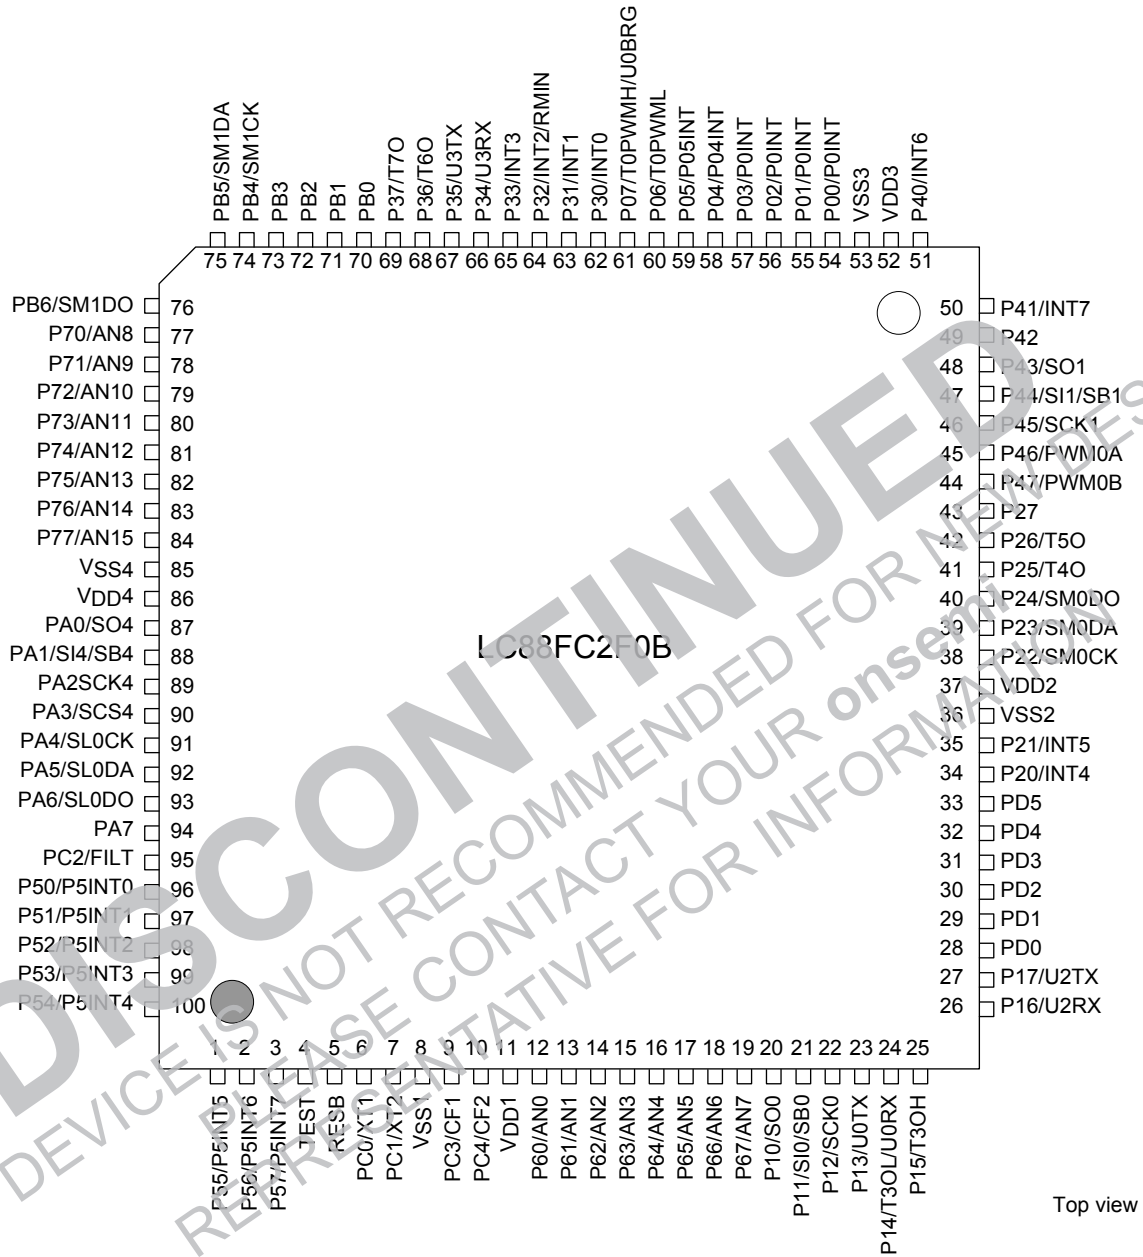 PB5/SM1DA
PB4/SM1CK
PB3
PB2
PB1
PB0
P37/T7O
P36/T6O
P35/U3TX
P34/U3RX
P33/INT3
P32/INT2/RMIN
P31/INT1
P30/INT0
P07/T0PWMH/U0BRG
P06/T0PWML
P05/P05INT
P04/P04INT
P03/P0INT
P02/P0INT
P01/P0INT
P00/P0INT
VSS3
VDD3
P40/INT6
75 74 73 72 71 70 69 68 67 66 65 64 63 62 61 60 59 58 57 56 55 54 53 52 51
PB6/SM1DO 76
P70/AN8 77
P71/AN9 78
P72/AN10 79
P73/AN11 80
P74/AN12 81
P75/AN13 82
P76/AN14 83
P77/AN15 84
VSS4 85
VDD4 86
PA0/SO4 87
PA1/SI4/SB4 88
PA2SCK4 89
PA3/SCS4 90
PA4/SL0CK 91
PA5/SL0DA 92
PA6/SL0DO 93
PA7 94
PC2/FILT 95
P50/P5INT0 96
P51/P5INT1 97
P52/P5INT2 98
P53/P5INT3 99
P54/P5INT4 100
LC88FC2F0B
50 P41/INT7
49 P42
48 P43/SO1
47 P44/SI1/SB1
46 P45/SCK1
45 P46/PWM0A
44 P47/PWM0B
43 P27
42 P26/T5O
41 P25/T4O
40 P24/SM0DO
39 P23/SM0DA
38 P22/SM0CK
37 VDD2
36 VSS2
35 P21/INT5
34 P20/INT4
33 PD5
32 PD4
31 PD3
30 PD2
29 PD1
28 PD0
27 P17/U2TX
26 P16/U2RX
1 2 3 4 5 6 7 8 9 10 11 12 13 14 15 16 17 18 19 20 21 22 23 24 25
P55/P5INT5
P56/P5INT6
P57/P5INT7
TEST
RESB
PC0/XT1
PC1/XT2
VSS1
PC3/CF1
PC4/CF2
VDD1
P60/AN0
P61/AN1
P62/AN2
P63/AN3
P64/AN4
P65/AN5
P66/AN6
P67/AN7
P10/SO0
P11/SI0/SB0
P12/SCK0
P13/U0TX
P14/T3OL/U0RX
P15/T3OH
Top view
DISCONTINUED
DEVICE IS NOT RECOMMENDED FOR NEW DES
PLEASE CONTACT YOUR onsemi
REPRESENTATIVE FOR INFORMATION